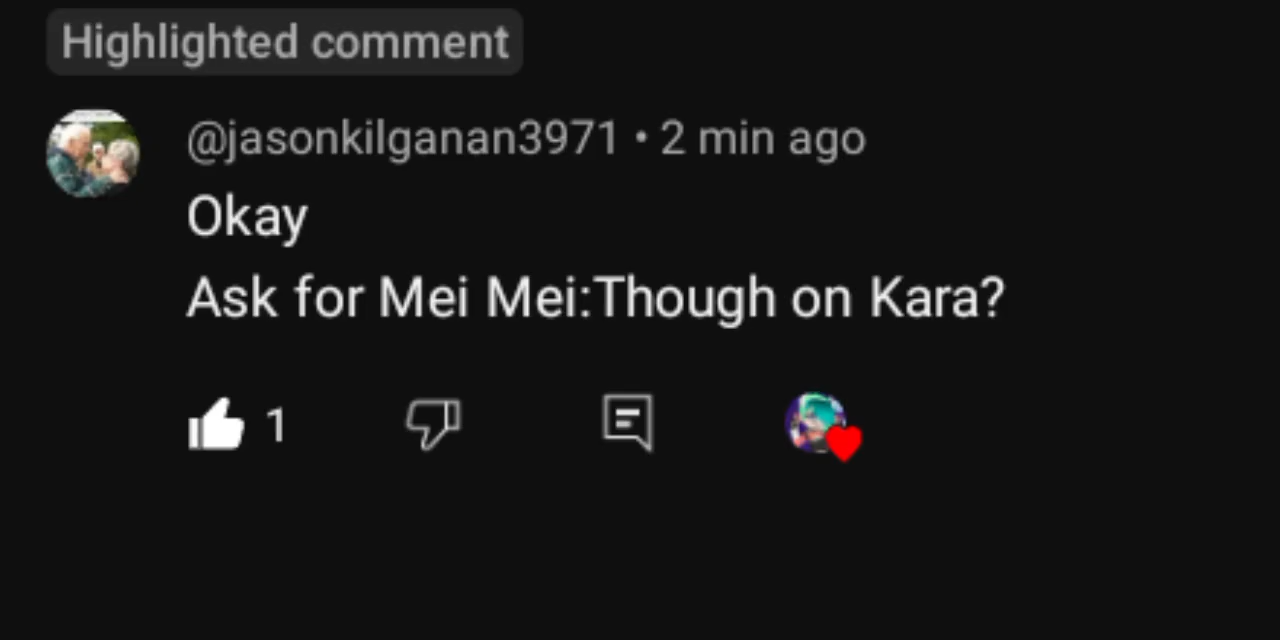 Highlighted comment
@jasonkilganan3971 • 2 min ago
Okay
Ask for Mei Mei:Though on Kara?
1